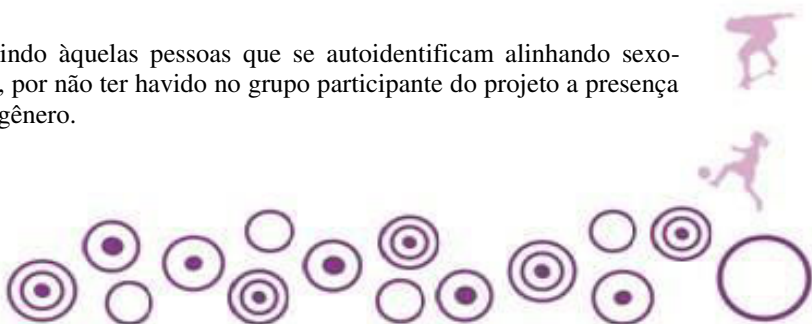 indo àquelas pessoas que se autoidentificam alinhando sexo-
, por não ter havido no grupo participante do projeto a presença
gênero.